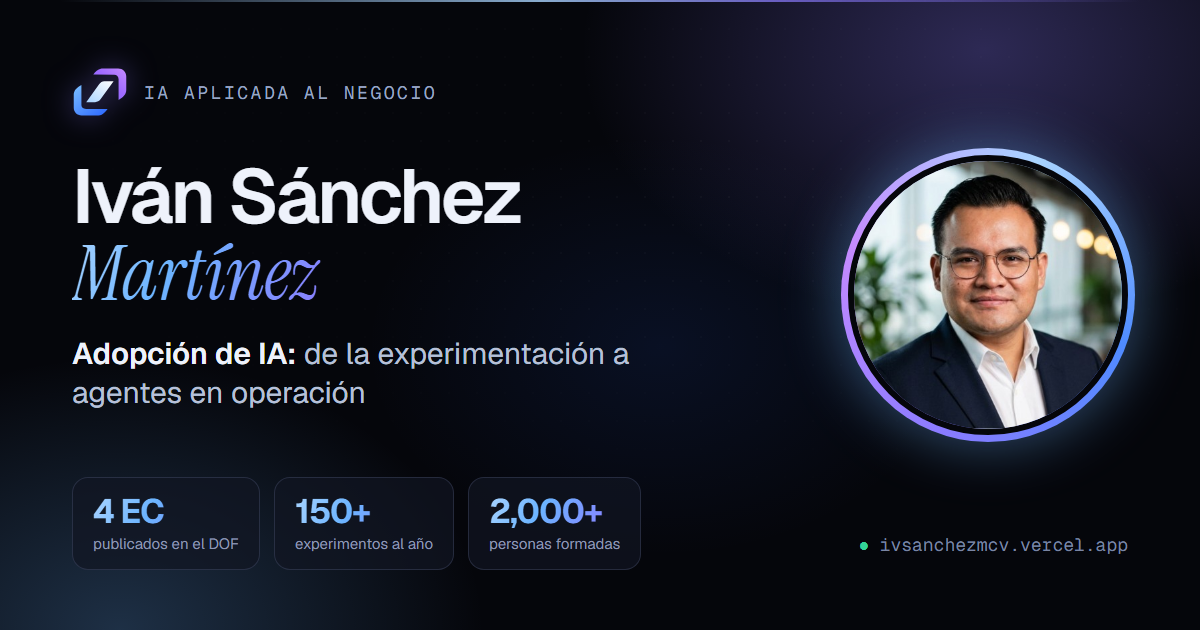 IA APLICADA AL NEGOCIO
Iván Sánchez
Martínez
Adopción de IA: de la experimentación a
agentes en operación
4 EC
publicados en el DOF
150+
experimentos al año
2,000+
personas formadas
ivsanchezmcv.vercel.app